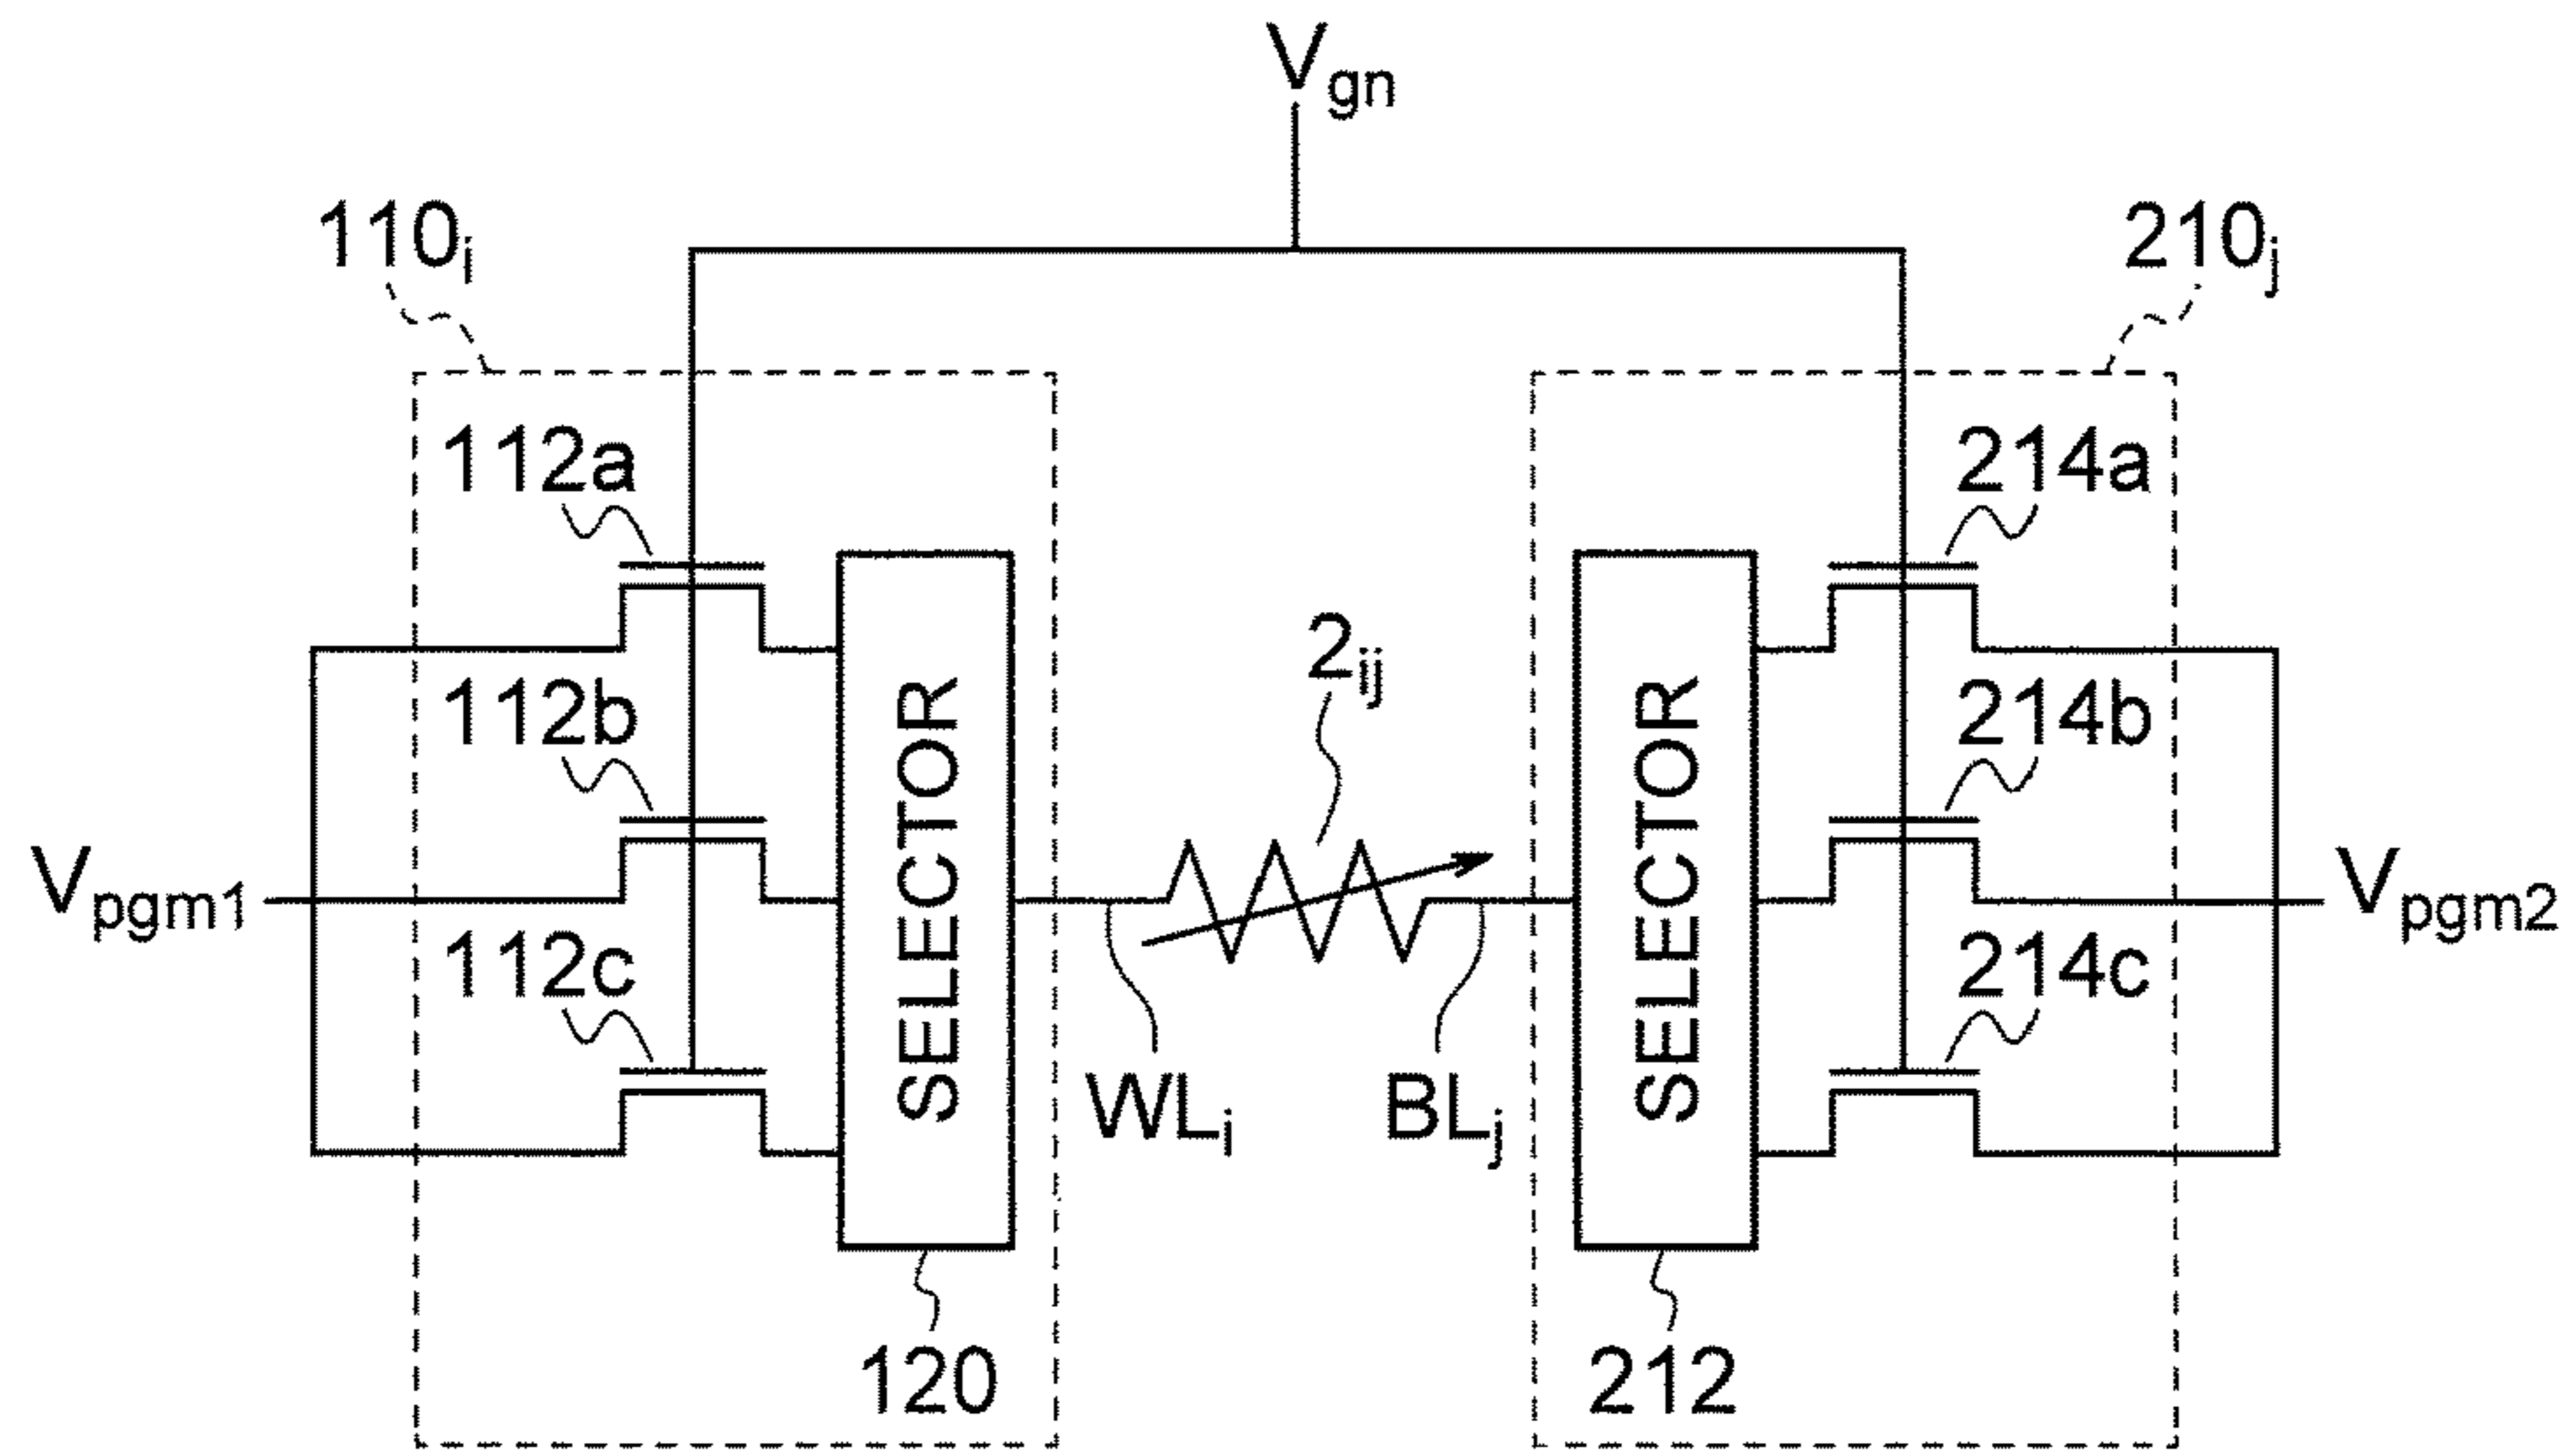 Vgn
110i
210j
112a
214a
2ij
112b
214b
SELECTOR
SELECTOR
Vpgm1
Vpgm2
112c
214c
WLi
BLj
120
212